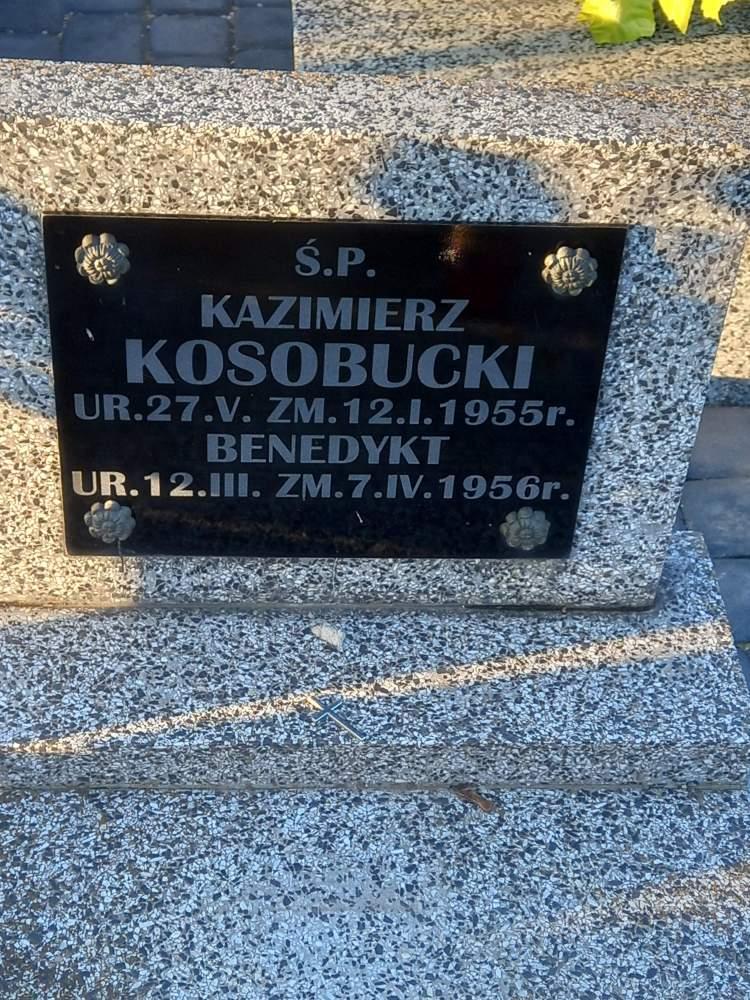 Ś.P.
KAZIMIERZ
KOSOBUCKI
UR.27.V. ZM.12.I.1955r.
BENEDYKT
UR.12.III. ZM.7.IV.1956r.